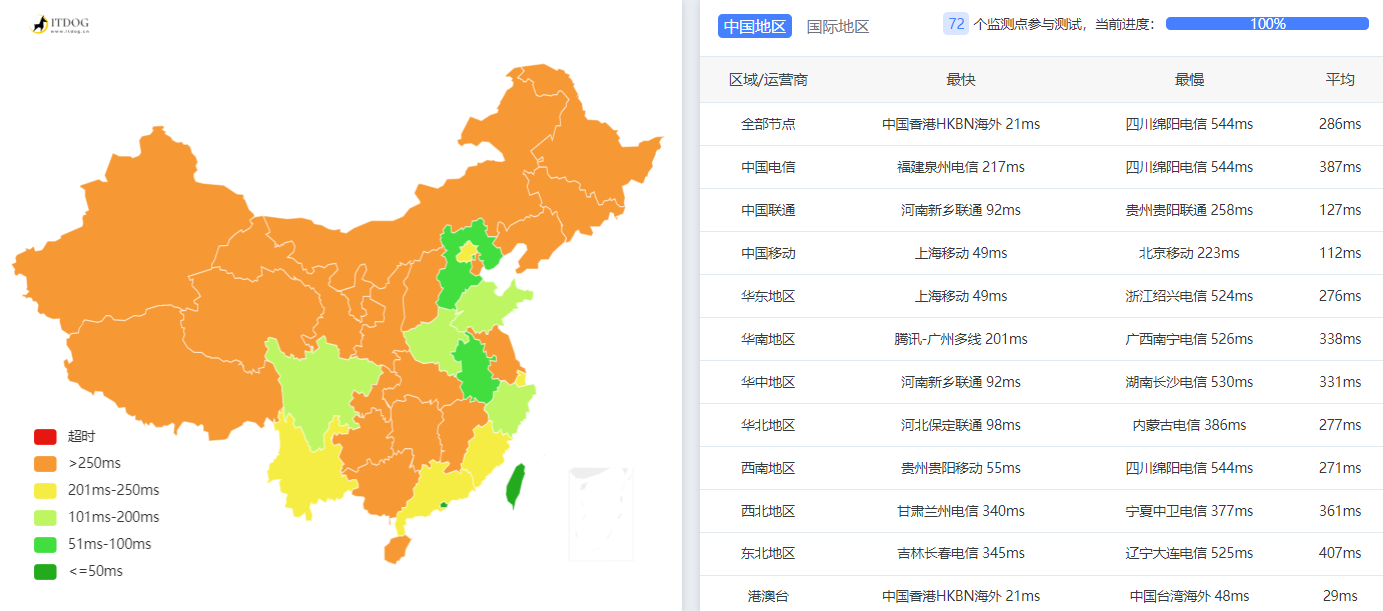 ITDOG
www.itdog.cn
超时
>250ms
201ms-250ms
101ms-200ms
51ms-100ms
<=50ms
中国地区 国际地区 72 个监测点参与测试，当前进度： 100%
区域/运营商 最快 最慢 平均
全部节点 中国香港HKBN海外 21ms 四川绵阳电信 544ms 286ms
中国电信 福建泉州电信 217ms 四川绵阳电信 544ms 387ms
中国联通 河南新乡联通 92ms 贵州贵阳联通 258ms 127ms
中国移动 上海移动 49ms 北京移动 223ms 112ms
华东地区 上海移动 49ms 浙江绍兴电信 524ms 276ms
华南地区 腾讯-广州多线 201ms 广西南宁电信 526ms 338ms
华中地区 河南新乡联通 92ms 湖南长沙电信 530ms 331ms
华北地区 河北保定联通 98ms 内蒙古电信 386ms 277ms
西南地区 贵州贵阳移动 55ms 四川绵阳电信 544ms 271ms
西北地区 甘肃兰州电信 340ms 宁夏中卫电信 377ms 361ms
东北地区 吉林长春电信 345ms 辽宁大连电信 525ms 407ms
港澳台 中国香港HKBN海外 21ms 中国台湾海外 48ms 29ms